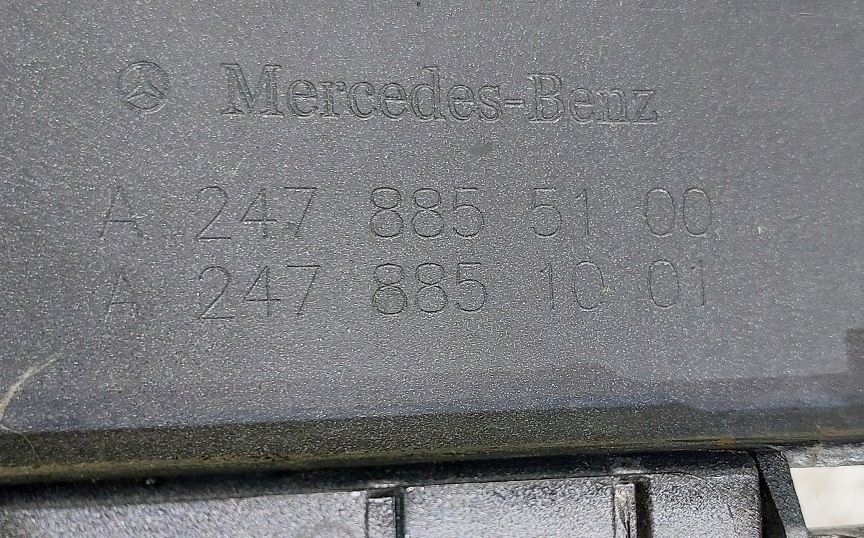 Mercedes-Benz
A 247 885 51 00
A 247 885 10 01